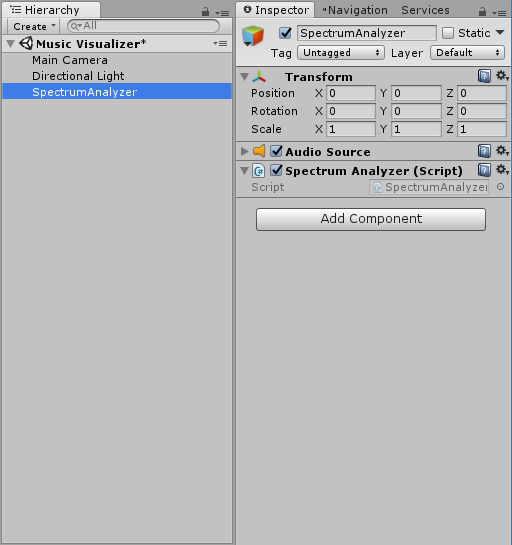 Hierarchy
Create
All
Music Visualizer*
Main Camera
Directional Light
SpectrumAnalyzer
Inspector
Navigation
Services
SpectrumAnalyzer
Static
Tag
Untagged
Layer
Default
Transform
Position X 0 Y 0 Z 0
Rotation X 0 Y 0 Z 0
Scale X 1 Y 1 Z 1
Audio Source
C#
Spectrum Analyzer (Script)
Script
SpectrumAnalyzer
Add Component